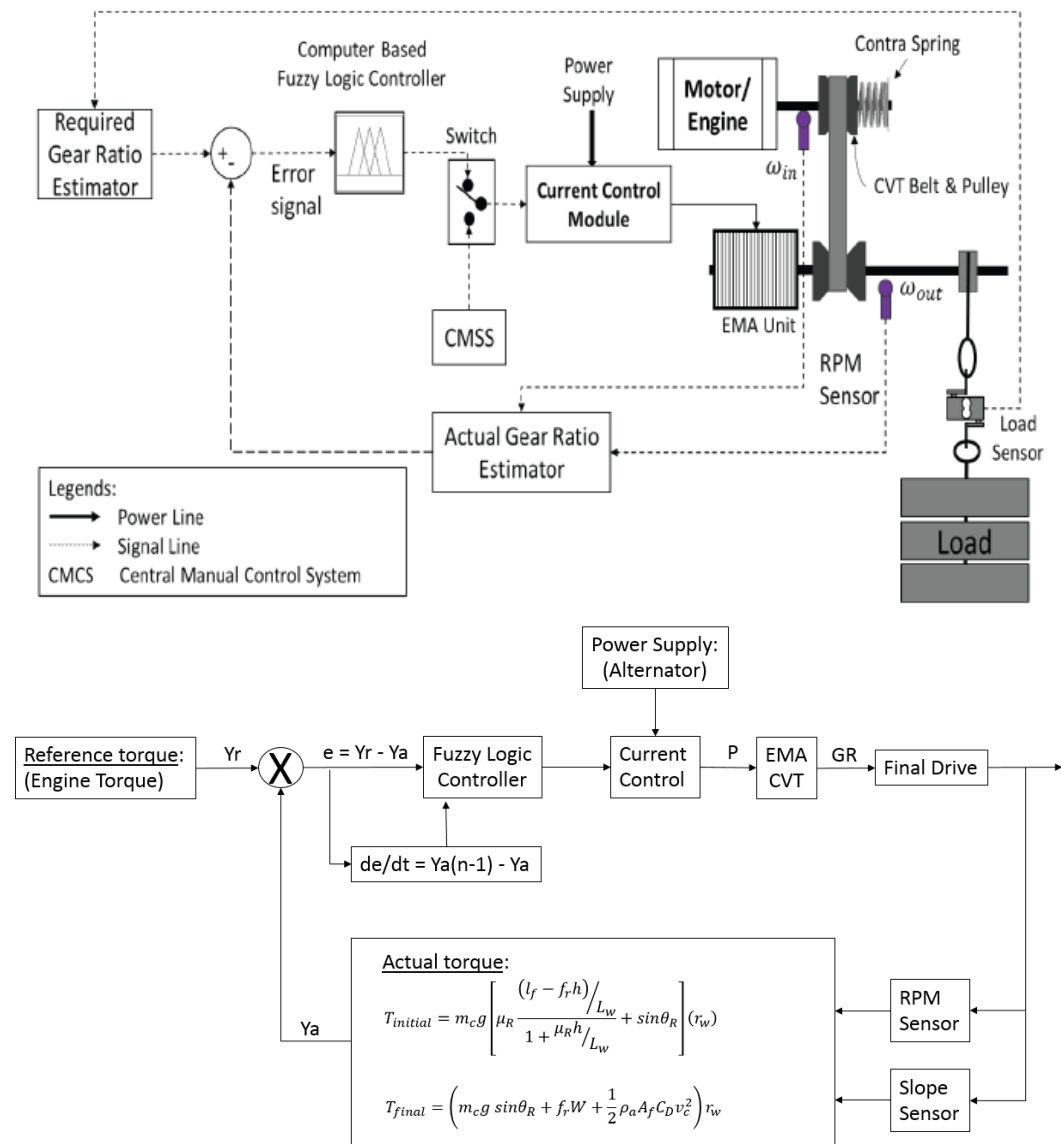 Computer Based
Fuzzy Logic Controller
Power
Supply
Contra Spring
Motor/
Engine
Required
Gear Ratio
Estimator
+
-
Error
signal
Switch
Current Control
Module
ω_in
CVT Belt & Pulley
CMSS
EMA Unit
ω_out
RPM
Sensor
Actual Gear Ratio
Estimator
Load
Sensor
Load
Legends:
Power Line
Signal Line
CMCS Central Manual Control System
Power Supply:
(Alternator)
Reference torque:
(Engine Torque)
Yr
X
e = Yr - Ya
Fuzzy Logic
Controller
Current
Control
P
EMA
CVT
GR
Final Drive
de/dt = Ya(n-1) - Ya
Actual torque:
T_initial = m_c g [μ_R ((l_f − f_r h)/L_w)/(1 + μ_R h/L_w) + sinθ_R] (r_w)
T_final = (m_c g sinθ_R + f_r W + 1/2 ρ_a A_f C_D v_c^2) r_w
Ya
RPM
Sensor
Slope
Sensor